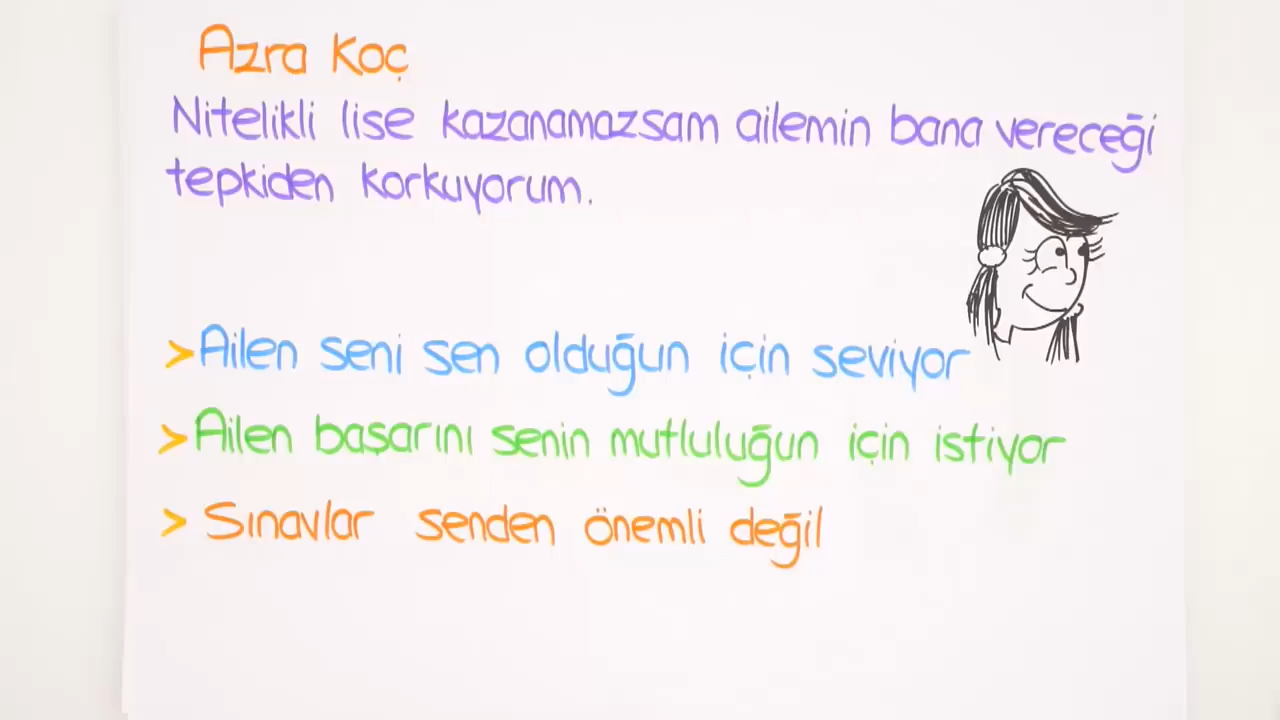 Azra Koç
Nitelikli lise kazanamazsam ailemin bana vereceği
tepkiden korkuyorum.
>Ailen seni sen olduğun için seviyor
>Ailen başarını senin mutluluğun için istiyor
> Sınavlar senden önemli değil